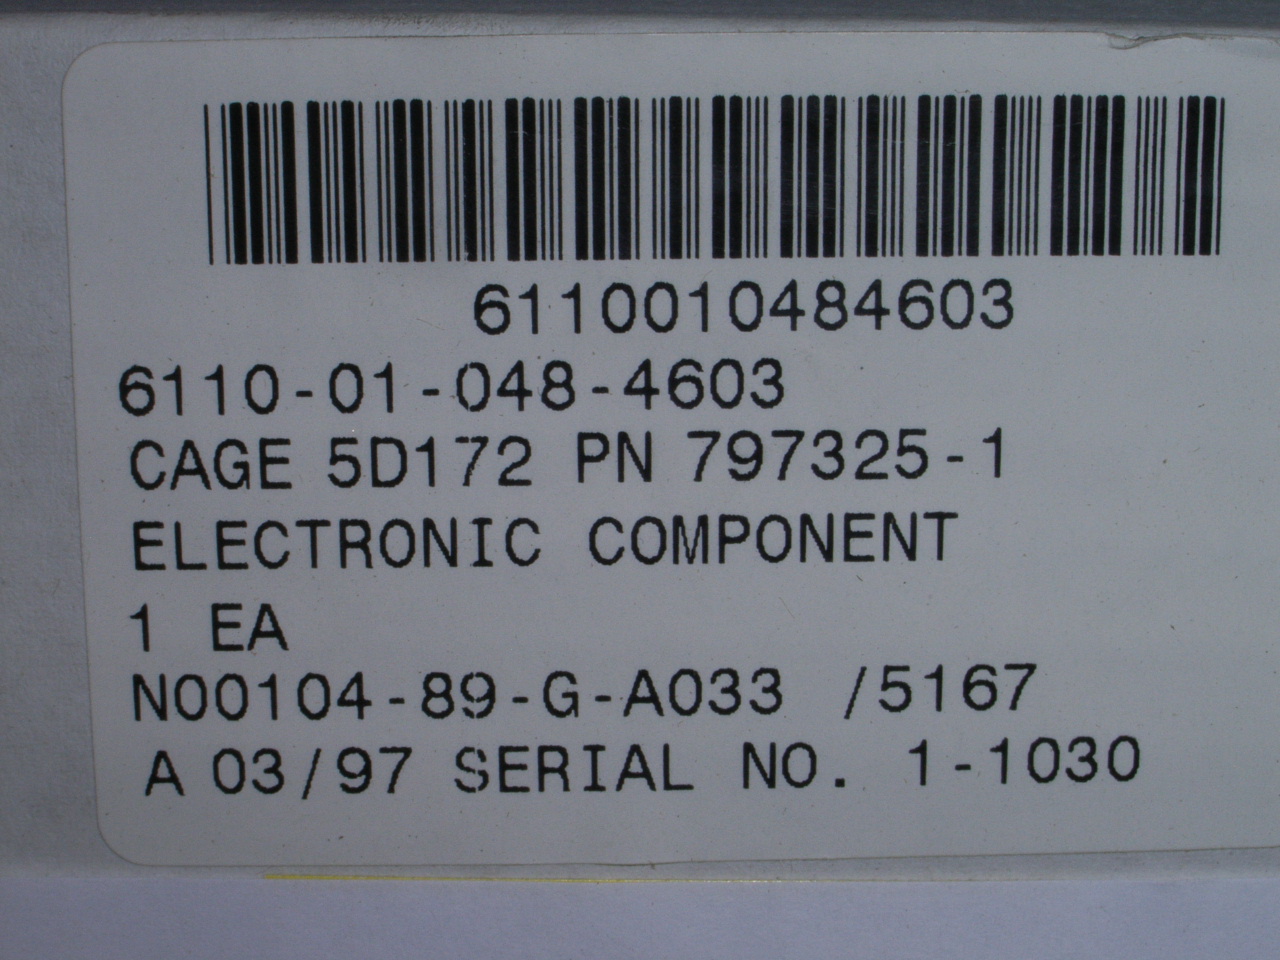 6110010484603
6110-01-048-4603
CAGE 5D172 PN 797325-1
ELECTRONIC COMPONENT
1 EA
N00104-89-G-A033 /5167
A 03/97 SERIAL NO. 1-1030